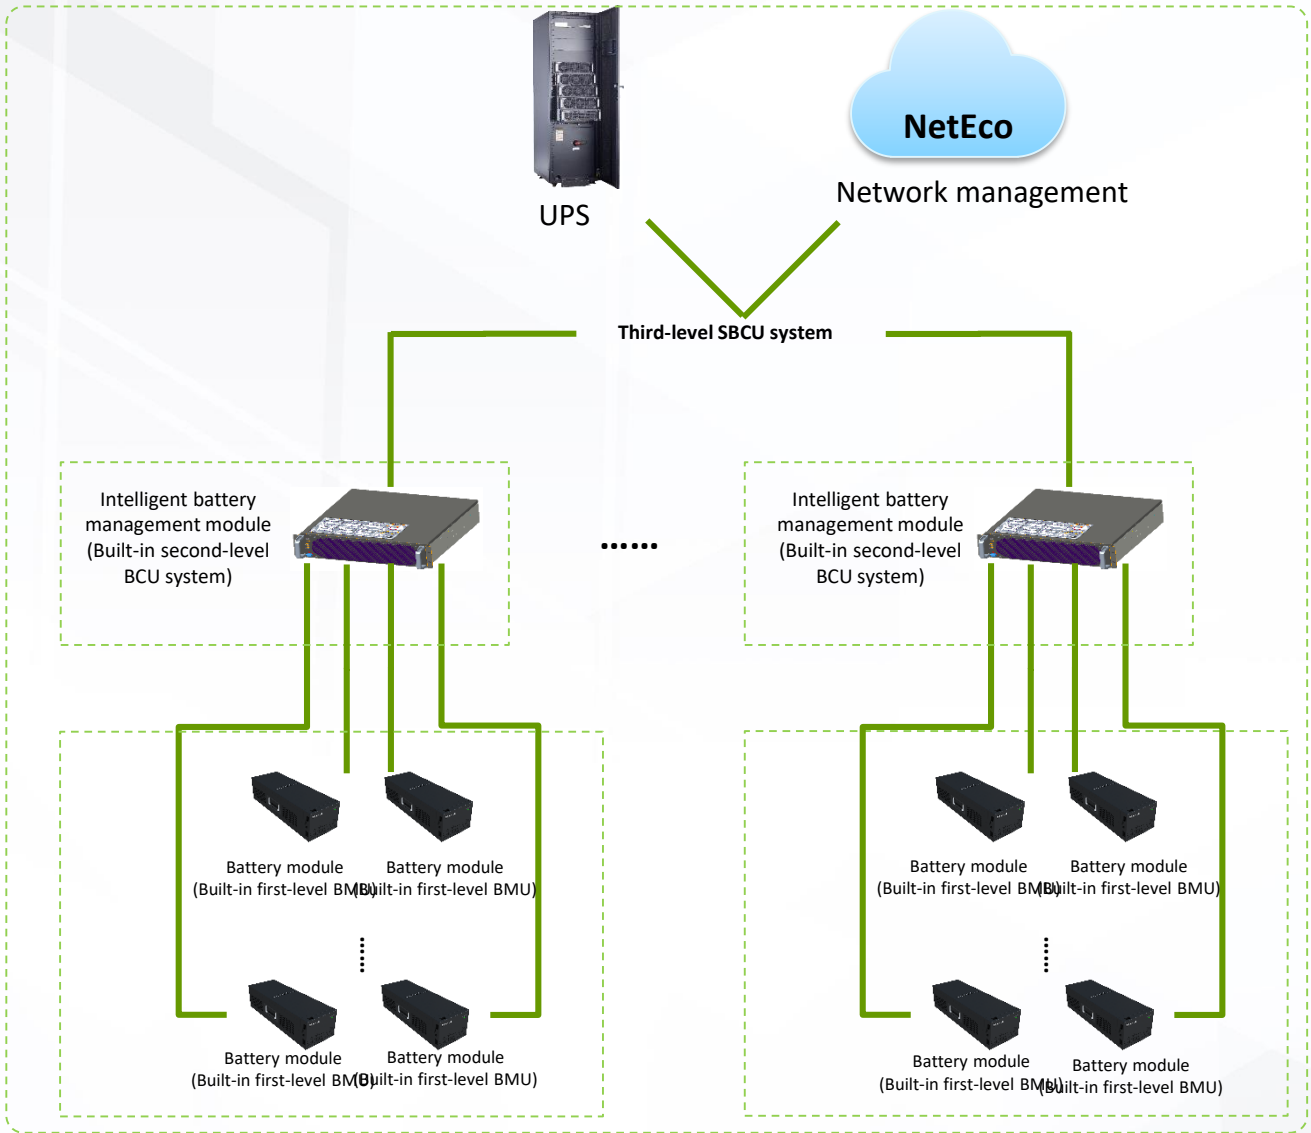 NetEco
UPS
Network management
Third-level SBCU system
Intelligent battery
management module
(Built-in second-level
BCU system)
......
Intelligent battery
management module
(Built-in second-level
BCU system)
Battery module
(Built-in first-level BMU)
Battery module
(Built-in first-level BMU)
Battery module
(Built-in first-level BMU)
Battery module
(Built-in first-level BMU)
......
......
Battery module
(Built-in first-level BMU)
Battery module
(Built-in first-level BMU)
Battery module
(Built-in first-level BMU)
Battery module
(Built-in first-level BMU)